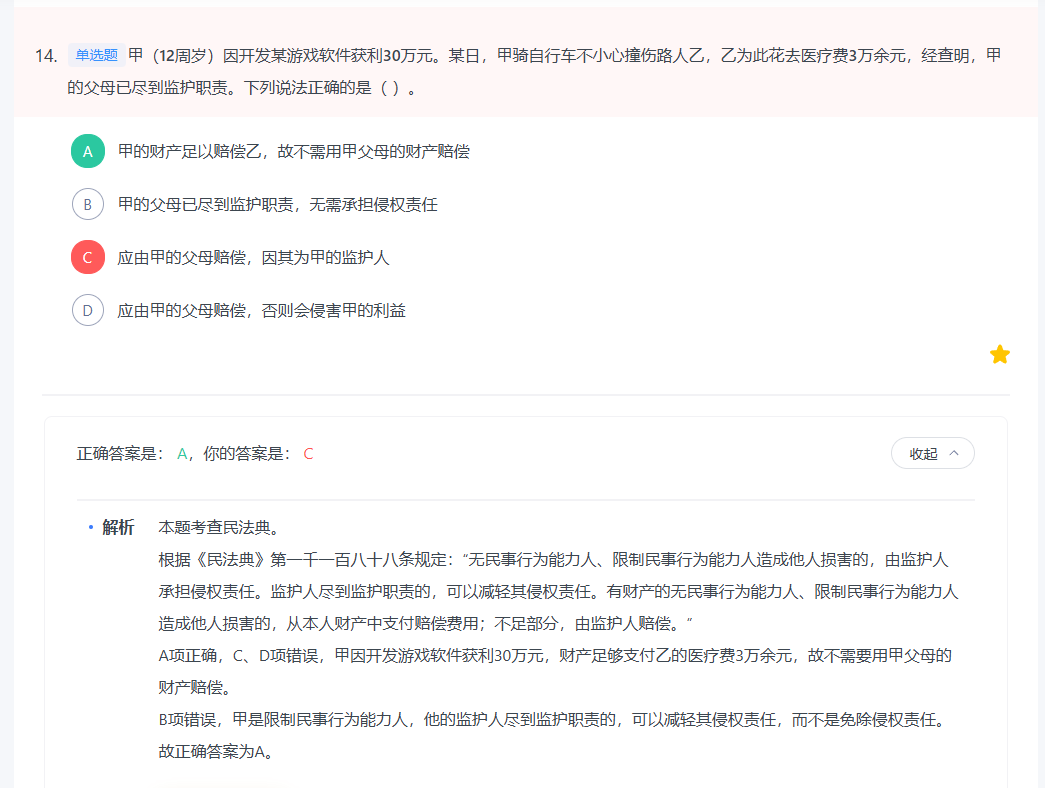 14. 单选题 甲（12周岁）因开发某游戏软件获利30万元。某日，甲骑自行车不小心撞伤路人乙，乙为此花去医疗费3万余元，经查明，甲
的父母已尽到监护职责。下列说法正确的是（ ）。
A 甲的财产足以赔偿乙，故不需用甲父母的财产赔偿
B 甲的父母已尽到监护职责，无需承担侵权责任
C 应由甲的父母赔偿，因其为甲的监护人
D 应由甲的父母赔偿，否则会侵害甲的利益
正确答案是： A，你的答案是： C
收起
解析 本题考查民法典。
根据《民法典》第一千一百八十八条规定：“无民事行为能力人、限制民事行为能力人造成他人损害的，由监护人
承担侵权责任。监护人尽到监护职责的，可以减轻其侵权责任。有财产的无民事行为能力人、限制民事行为能力人
造成他人损害的，从本人财产中支付赔偿费用；不足部分，由监护人赔偿。”
A项正确，C、D项错误，甲因开发游戏软件获利30万元，财产足够支付乙的医疗费3万余元，故不需要用甲父母的
财产赔偿。
B项错误，甲是限制民事行为能力人，他的监护人尽到监护职责的，可以减轻其侵权责任，而不是免除侵权责任。
故正确答案为A。